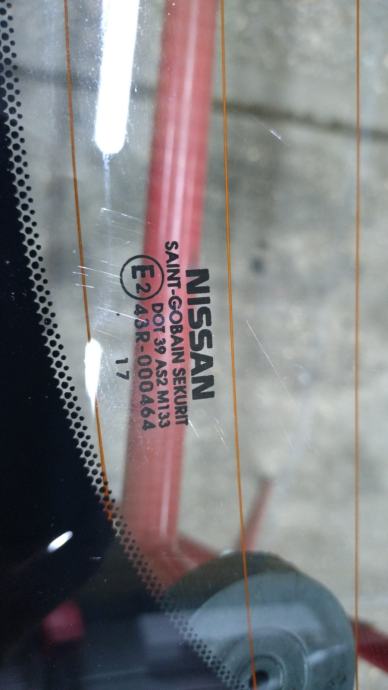 NISSAN
SAINT-GOBAIN SEKURIT
DOT 39 AS2 M133
E2 43R-000464
17